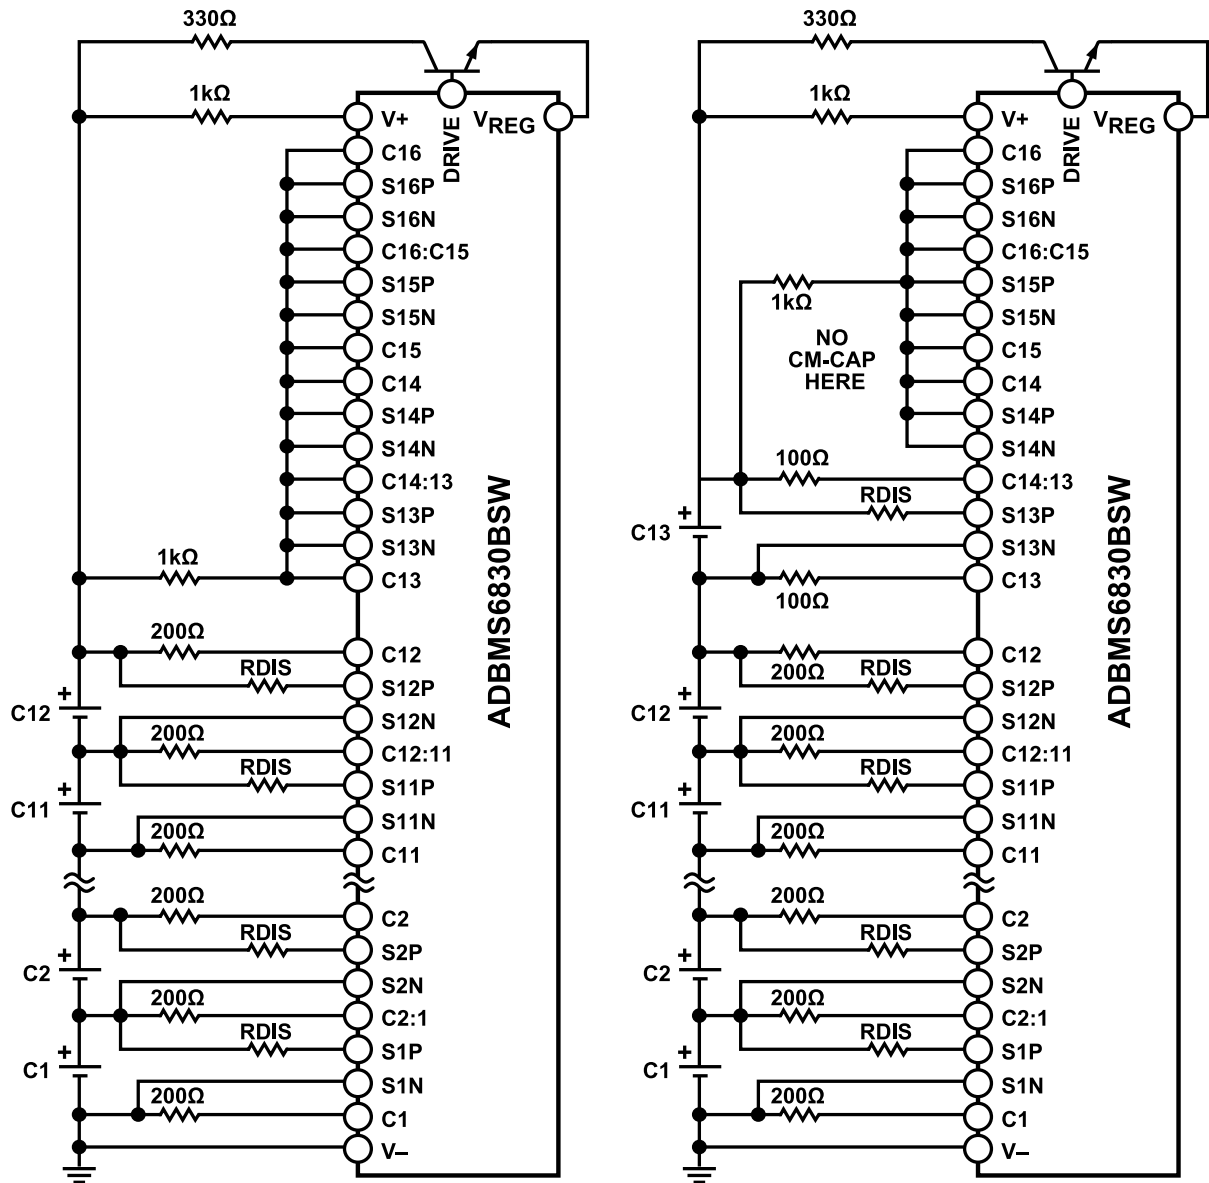 330Ω
1kΩ
V+
DRIVE
VREG
C16
S16P
S16N
C16:C15
S15P
S15N
C15
C14
S14P
S14N
C14:13
S13P
S13N
1kΩ
C13
200Ω
C12
RDIS
S12P
C12
S12N
200Ω
C12:11
RDIS
S11P
C11
S11N
200Ω
C11
200Ω
C2
RDIS
S2P
C2
S2N
200Ω
C2:1
RDIS
S1P
C1
S1N
200Ω
C1
V–
ADBMS6830BSW
330Ω
1kΩ
V+
DRIVE
VREG
C16
S16P
S16N
C16:C15
S15P
1kΩ
S15N
NO
CM-CAP
HERE
C15
C14
S14P
S14N
100Ω
C14:13
RDIS
S13P
C13
S13N
100Ω
C13
200Ω
C12
RDIS
S12P
C12
S12N
200Ω
C12:11
RDIS
S11P
C11
S11N
200Ω
C11
200Ω
C2
RDIS
S2P
C2
S2N
200Ω
C2:1
RDIS
S1P
C1
S1N
200Ω
C1
V–
ADBMS6830BSW